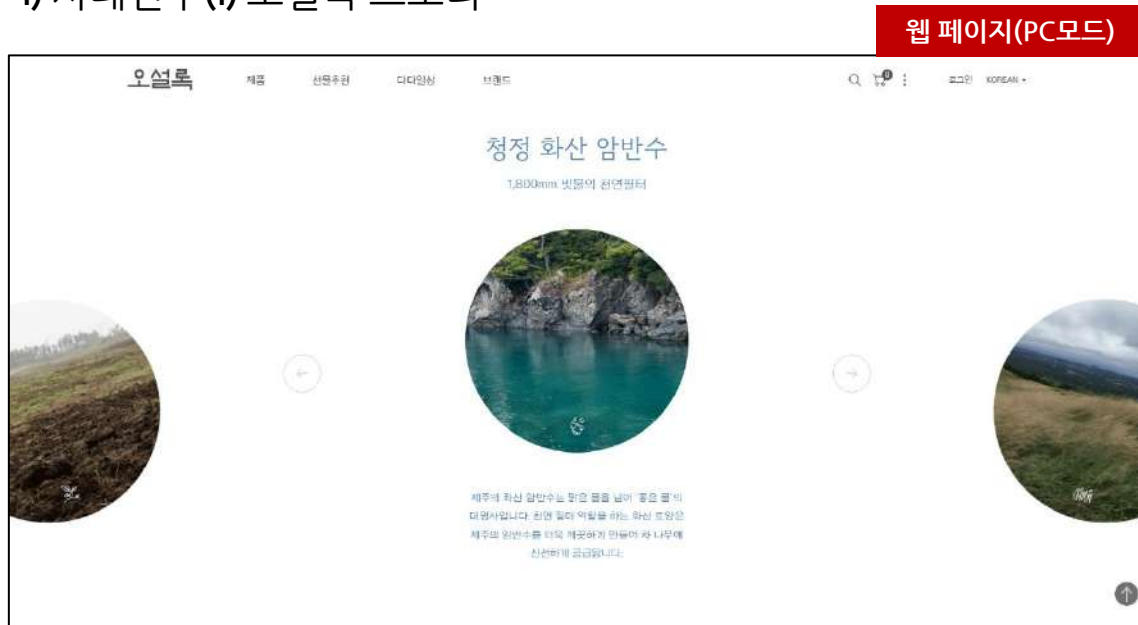 웹 페이지(PC모드)
오설록 제품 선물추천 다다일상 브랜드 0 로그인 KOREAN
청정 화산 암반수
1,800mm 빗물의 천연필터
제주의 화산 암반수는 맑은 물을 넘어 '좋은 물'의
대명사입니다. 천연 필터 역할을 하는 화산 토양은
제주의 암반수를 더욱 깨끗하게 만들어 차 나무에
신선하게 공급됩니다.